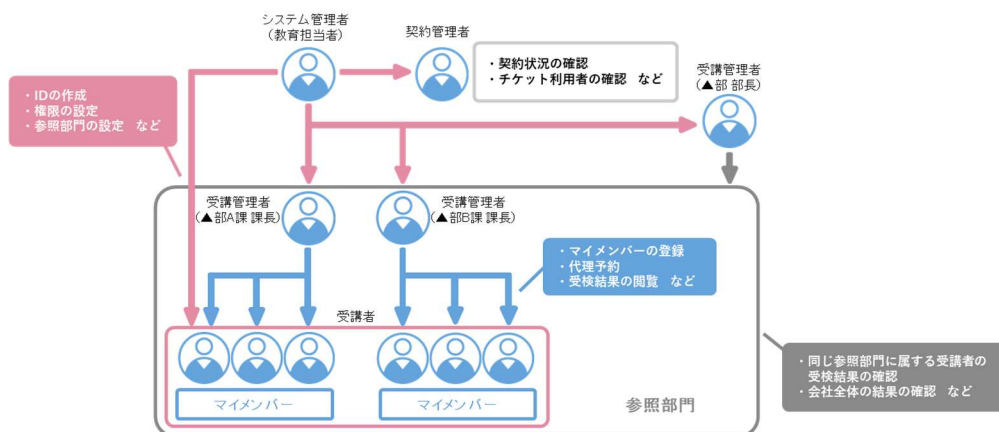 システム管理者
（教育担当者）
契約管理者
・契約状況の確認
・チケット利用者の確認　など
受講管理者
（▲部 部長）
・IDの作成
・権限の設定
・参照部門の設定　など
受講管理者
（▲部A課 課長）
受講管理者
（▲部B課 課長）
・マイメンバーの登録
・代理予約
・受検結果の閲覧　など
受講者
マイメンバー
マイメンバー
参照部門
・同じ参照部門に属する受講者の
受検結果の確認
・会社全体の結果の確認　など